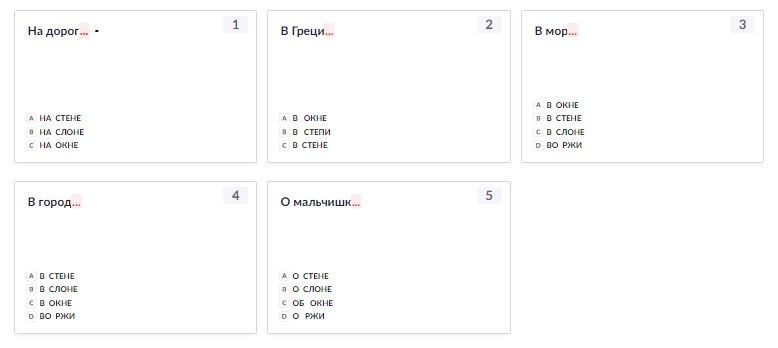 1
На дорог... -
A НА СТЕНЕ
B НА СЛОНЕ
C НА ОКНЕ
2
В Греци...
A В ОКНЕ
B В СТЕПИ
C В СТЕНЕ
3
В мор...
A В ОКНЕ
B В СТЕНЕ
C В СЛОНЕ
D ВО РЖИ
4
В город...
A В СТЕНЕ
B В СЛОНЕ
C В ОКНЕ
D ВО РЖИ
5
О мальчишк...
A О СТЕНЕ
B О СЛОНЕ
C ОБ ОКНЕ
D О РЖИ